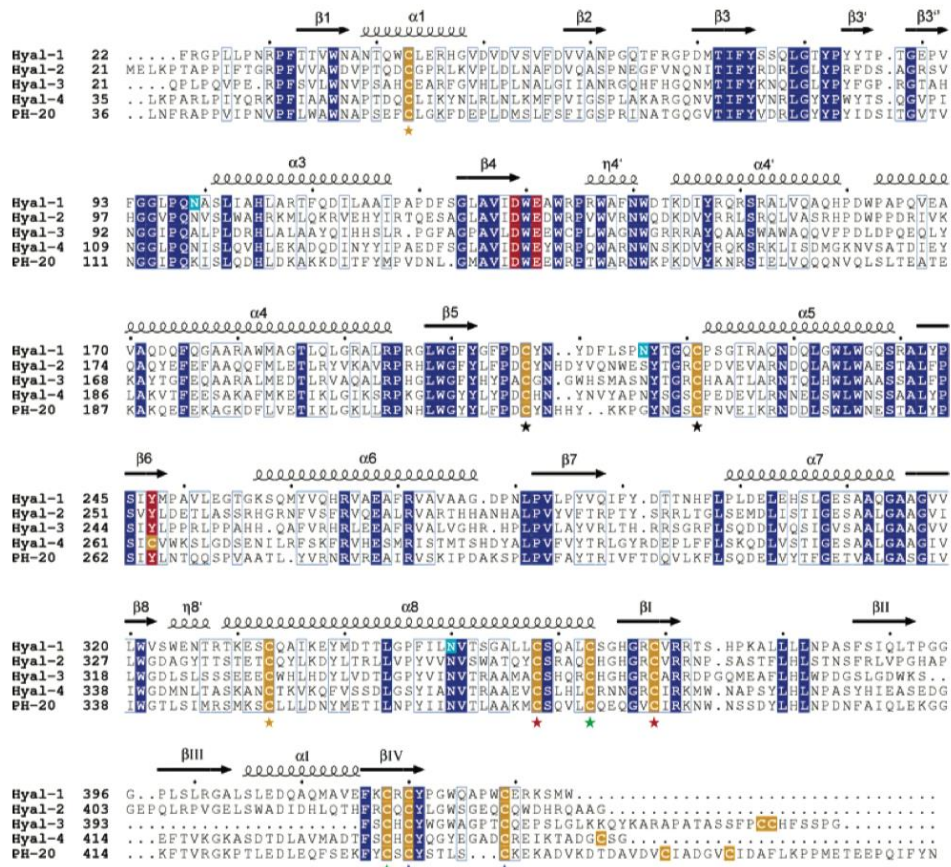 β1 α1 β2 β3 β3' β3''
Hyal-1 22 .....FRGPLLPNRPFTTVWNANTQWCLERHGVDVDVSVFDVVANPGQTFRGPDMTIFYSSQLGTYPYYTP.TGEPV
Hyal-2 21 MELKPTAPPIFTGRPFVVAWDVPTQDCGPRLKVPLDLNAFDVQASPNEGFVNQNITIFYRDRLGLYPRFDS.AGRSV
Hyal-3 21 ....QPLPQVPE.RPFSVLWNVPSAHCEARFGVHLPLNALGIIANRGQHFHGQNMTIFYKNQLGLYPYFGP.RGTAH
Hyal-4 35 ..LKPARLPIYQRKPFIAAWNAPTDQCLIKYNLRLNLKMFPVIGSPLAKARGQNVTIFYVNRLGYYPWYTS.QGVPI
PH-20 36 ..LNFRAPPVIPNVPFLWAWNAPSEFCLGKFDEPLDMSLFSFIGSPRINATGQGVTIFYVDRLGYYPYIDSITGVTV
α3 β4 η4' α4'
Hyal-1 93 FGGLPQNASLIAHLARTFQDILAAIPAPDFSGLAVIDWEAWRPRWAFNWDTKDIYRQRSRALVQAQHPDWPAPQVEA
Hyal-2 97 HGGVPQNVSLWAHRKMLQKRVEHYIRTQESAGLAVIDWEDWRPVWVRNWQDKDVYRRLSRQLVASRHPDWPPDRIVK
Hyal-3 92 NGGIPQALPLDRHLALAAYQIHHSLR.PGFAGPAVLDWEEWCPLWAGNWGRRRAYQAASWAWAQQVFPDLDPQEQLY
Hyal-4 109 NGGLPQNISLQVHLEKADQDINYYIPAEDFSGLAVIDWEYWRPQWARNWNSKDVYRQKSRKLISDMGKNVSATDIEY
PH-20 111 NGGIPQKISLQDHLDKAKKDITFYMPVDNL.GMAVIDWEEWRPTWARNWKPKDVYKNRSIELVQQQNVQLSLTEATE
α4 β5 α5
Hyal-1 170 VAQDQFQGAARAWMAGTLQLGRALRPRGLWGFYGFPDCYN..YDFLSPNYTGQCPSGIRAQNDQLGWLWGQSRALYP
Hyal-2 174 QAQYEFEFAARQFMLETLRYVKAVRPRHLWGFYLFPDCYN..HDYVQNWESYTGRCPDVEVARNDQLAWLWAESTALFP
Hyal-3 168 KAYTGFEQAARALMEDTLRVAQALRPHGLWGFYHYPACGN..GWHSMASNYTGRCHAATLARNTQLHWLWAASSALFP
Hyal-4 186 LAKVTFEESAKAFMKETIKLGIKSRPKGLWGYYLYPDCHN..YNVYAPNYSGSCPEDEVLRNNELSWLWNSSAALYP
PH-20 187 KAKQEFEKAGKDFLVETIKLGKLLRPNHLWGYYLFPDCYNHHY..KKPGYNGSCFNVEIKRNDDLSWLWNESTALYP
β6 α6 β7 α7
Hyal-1 245 SIYMPAVLEGTGKSQMYVQHRVAEAFRVAVAAG.DPNLPVLPYVQIFY.DTTNHFLPLDELEHSLGESAAQGAAGVI
Hyal-2 251 SVYLDETLASSRHGRNFVSFRVQEALRVARTHHANHALPVYVFTRPTY.SRRLTGLSEMDLISTIGESAALGAAGVI
Hyal-3 244 SIYLPPRLPPAHH.QAFVRHRLEEAFRVALVGHR.HPLPVLAYVRLTH.RRSGRFLSQDDLVQSIGVSAALGAAGVV
Hyal-4 261 SICVWKSLGDSENILRFSKFRVHESMRISTMTSHDYALPVFVYTRLGYRDEPLFFLSKQDLVSTIGESAALGAAGIV
PH-20 262 SIYLNTQQSPVAATL.YVRNRVREAIRVSKIPDAKSPLPVFAYTRIVFTDQVLKFLSQDELVYTFGETVALGASGIV
β8 η8' α8 βI βII
Hyal-1 320 LWVSWENTRTKESCQAIKEYMDTTLGPFILNVTSGALLCSQALCSGHGRCVRRTS.HPKALLLLNPASFSIQLTPGG
Hyal-2 327 LWGDAGYTTSTETCQYLKDYLTRLLVPYVVNVSWATQYCSRAQCHGHGRCVRRNP.SASTFLHLSTNSFRLVPGHAP
Hyal-3 318 LWGDLSLSSSEEECWHLHDYLVDTLGPYVINVTRAAMACSHQRCHGHGRCARRDPGQMEAFLHLWPDGSLGDWKS..
Hyal-4 338 IWGDMNLTASKANCTKVKQFVSSDLGSYIANVTRAAEVCSLHLCRNNGRCIRKMW.NAPSYLHLNPASYHIEASEDG
PH-20 338 IWGTLSIMRSMKSCLLLDNYMETILNPYIINVTLAAKMCSQVLCQEQGVCIRKNW.NSSDYLHLNPDNFAIQLEKGG
βIII αI βIV
Hyal-1 396 G..PLSLRGALSLEDQAQMAVEFKCRCYPGWQAPWCERKSMW
Hyal-2 403 GEPQLRPVGELSWADIDHLQTHFRCQCYLGWSGEQCQWDHRQAAG
Hyal-3 393 ......................FSCHCYWGWAGPTCQEPSLGLKKQYKARAPATASSFPCCHFSSPG
Hyal-4 414 .EFTVKGKASDTDLAVMADTFSCHCYQGYEGADCREIKTADGCSG
PH-20 414 .KFTVRGKPTLEDLEQFSEKFYCSCYSTLS..CKEKADVKDTDAVDVCIADGVCIDAFLKPPMETEEPQIFYN